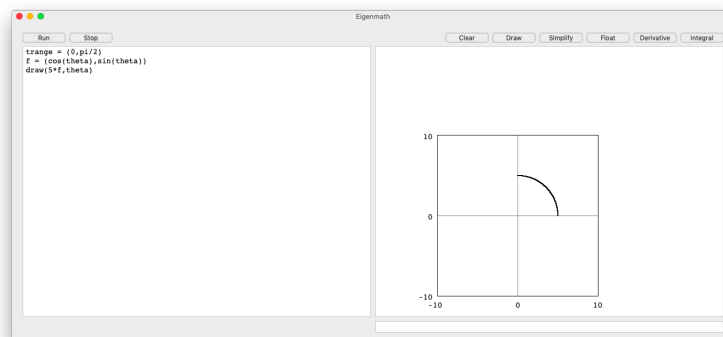 Eigenmath
Run Stop Clear Draw Simplify Float Derivative Integral
trange = (0,pi/2)
f = (cos(theta),sin(theta))
draw(5*f,theta)
10
0
-10
-10 0 10